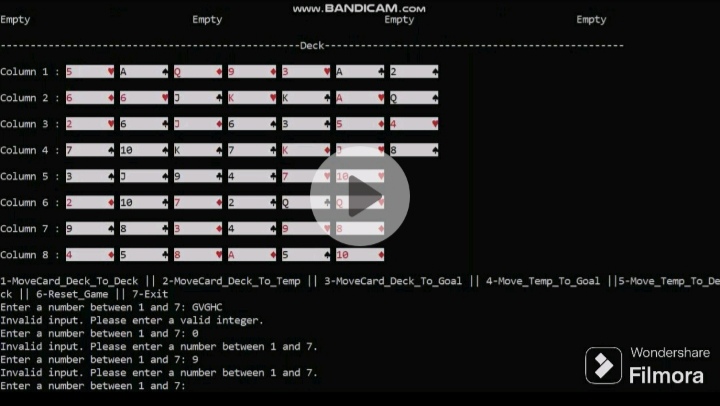 www.BANDICAM.com
Empty Empty Empty Empty
------------------------------------------------Deck------------------------------------------------
Column 1 : 5 A Q 9 3 A 2
Column 2 : 6 6 J K K A Q
Column 3 : 2 6 J 6 3 5 4
Column 4 : 7 10 K 7 K J 8
Column 5 : 3 J 9 4 7 10
Column 6 : 2 10 7 2 Q Q
Column 7 : 9 8 3 4 9 8
Column 8 : 4 5 8 A 5 10
1-MoveCard_Deck_To_Deck || 2-MoveCard_Deck_To_Temp || 3-MoveCard_Deck_To_Goal || 4-Move_Temp_To_Goal ||5-Move_Temp_To_De
ck || 6-Reset_Game || 7-Exit
Enter a number between 1 and 7: GVGHC
Invalid input. Please enter a valid integer.
Enter a number between 1 and 7: 0
Invalid input. Please enter a number between 1 and 7.
Enter a number between 1 and 7: 9
Invalid input. Please enter a number between 1 and 7.
Enter a number between 1 and 7:
Wondershare
Filmora